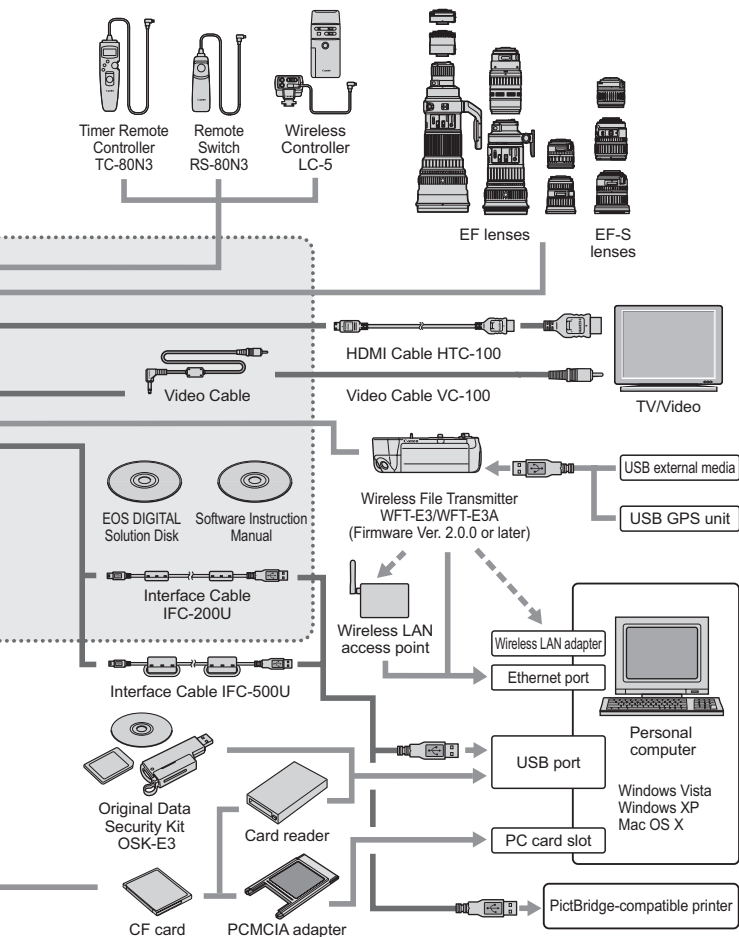 Timer Remote
Controller
TC-80N3
Remote
Switch
RS-80N3
Wireless
Controller
LC-5
EF lenses
EF-S
lenses
HDMI Cable HTC-100
Video Cable
Video Cable VC-100
TV/Video
EOS DIGITAL
Solution Disk
Software Instruction
Manual
Wireless File Transmitter
WFT-E3/WFT-E3A
(Firmware Ver. 2.0.0 or later)
USB external media
USB GPS unit
Interface Cable
IFC-200U
Wireless LAN
access point
Wireless LAN adapter
Ethernet port
Interface Cable IFC-500U
Personal
computer
USB port
Windows Vista
Windows XP
Mac OS X
Original Data
Security Kit
OSK-E3
Card reader
PC card slot
CF card
PCMCIA adapter
PictBridge-compatible printer